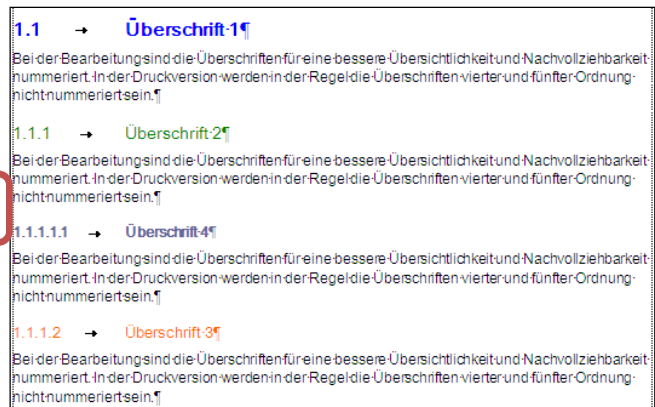 1.1 → Überschrift·1¶
Bei·der·Bearbeitung·sind·die·Überschriften·für·eine·bessere·Übersichtlichkeit·und·Nachvollziehbarkeit·
nummeriert.·In·der·Druckversion·werden·in·der·Regel·die·Überschriften·vierter·und·fünfter·Ordnung·
nicht·nummeriert·sein.¶
1.1.1 → Überschrift·2¶
Bei·der·Bearbeitung·sind·die·Überschriften·für·eine·bessere·Übersichtlichkeit·und·Nachvollziehbarkeit·
nummeriert.·In·der·Druckversion·werden·in·der·Regel·die·Überschriften·vierter·und·fünfter·Ordnung·
nicht·nummeriert·sein.¶
1.1.1.1.1 → Überschrift·4¶
Bei·der·Bearbeitung·sind·die·Überschriften·für·eine·bessere·Übersichtlichkeit·und·Nachvollziehbarkeit·
nummeriert.·In·der·Druckversion·werden·in·der·Regel·die·Überschriften·vierter·und·fünfter·Ordnung·
nicht·nummeriert·sein.¶
1.1.1.2 → Überschrift·3¶
Bei·der·Bearbeitung·sind·die·Überschriften·für·eine·bessere·Übersichtlichkeit·und·Nachvollziehbarkeit·
nummeriert.·In·der·Druckversion·werden·in·der·Regel·die·Überschriften·vierter·und·fünfter·Ordnung·
nicht·nummeriert·sein.¶